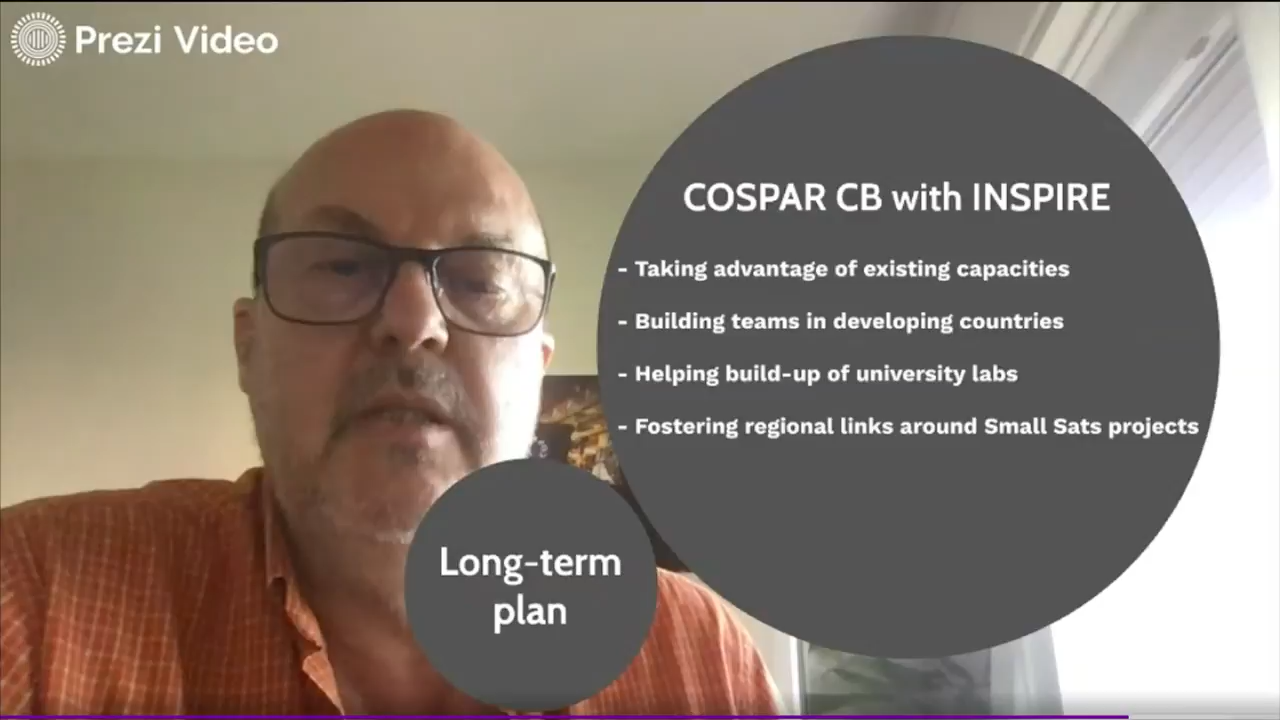 Prezi Video
COSPAR CB with INSPIRE
- Taking advantage of existing capacities
- Building teams in developing countries
- Helping build-up of university labs
- Fostering regional links around Small Sats projects
Long-term
plan